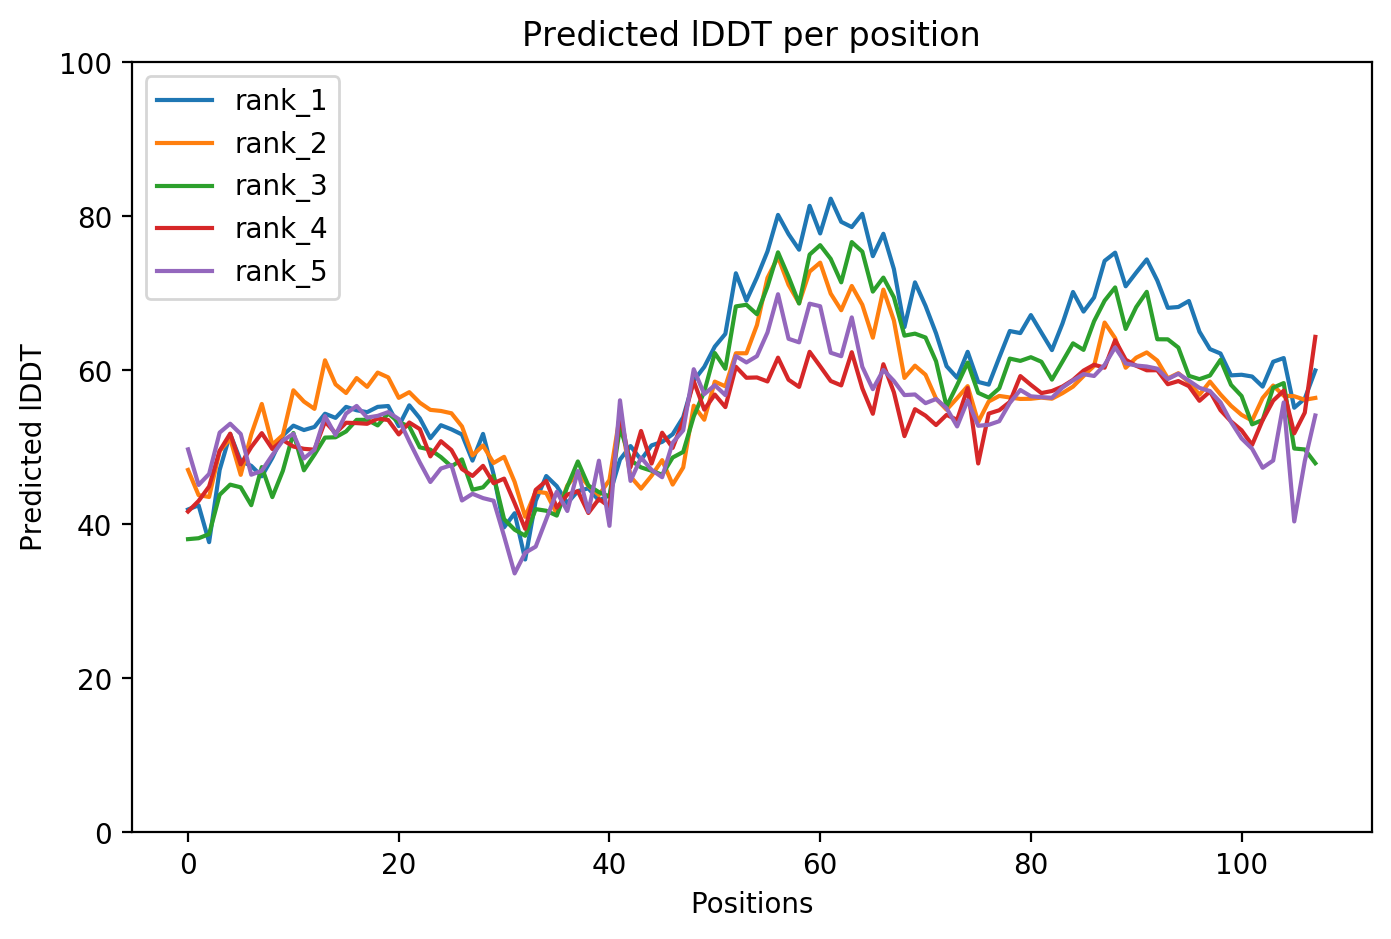 Predicted lDDT per position
100
80
60
40
20
0
Predicted lDDT
rank_1
rank_2
rank_3
rank_4
rank_5
0 20 40 60 80 100
Positions